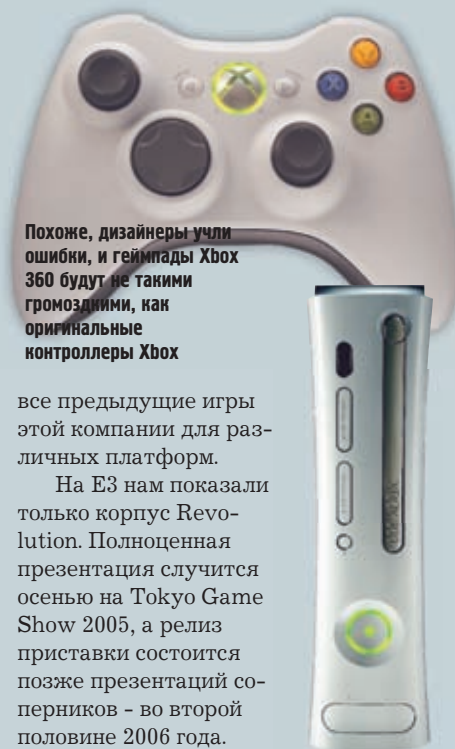 Похоже, дизайнеры учли
ошибки, и геймпады Xbox
360 будут не такими
громоздкими, как
оригинальные
контроллеры Xbox
все предыдущие игры
этой компании для раз-
личных платформ.
На E3 нам показали
только корпус Revo-
lution. Полноценная
презентация случится
осенью на Tokyo Game
Show 2005, а релиз
приставки состоится
позже презентаций со-
перников - во второй
половине 2006 года.